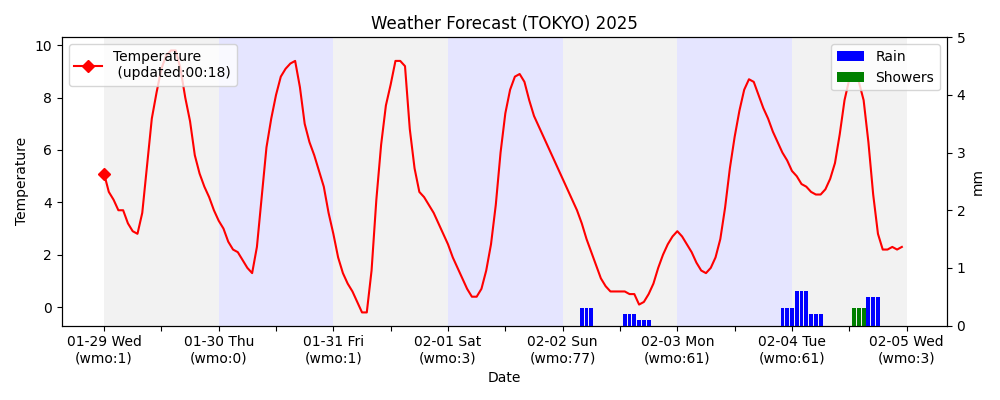 Weather Forecast (TOKYO) 2025
Temperature
(updated:00:18)
Rain
Showers
10
8
6
4
2
0
Temperature
5
4
3
2
1
0
mm
01-29 Wed
(wmo:1)
01-30 Thu
(wmo:0)
01-31 Fri
(wmo:1)
02-01 Sat
(wmo:3)
02-02 Sun
(wmo:77)
02-03 Mon
(wmo:61)
02-04 Tue
(wmo:61)
02-05 Wed
(wmo:3)
Date